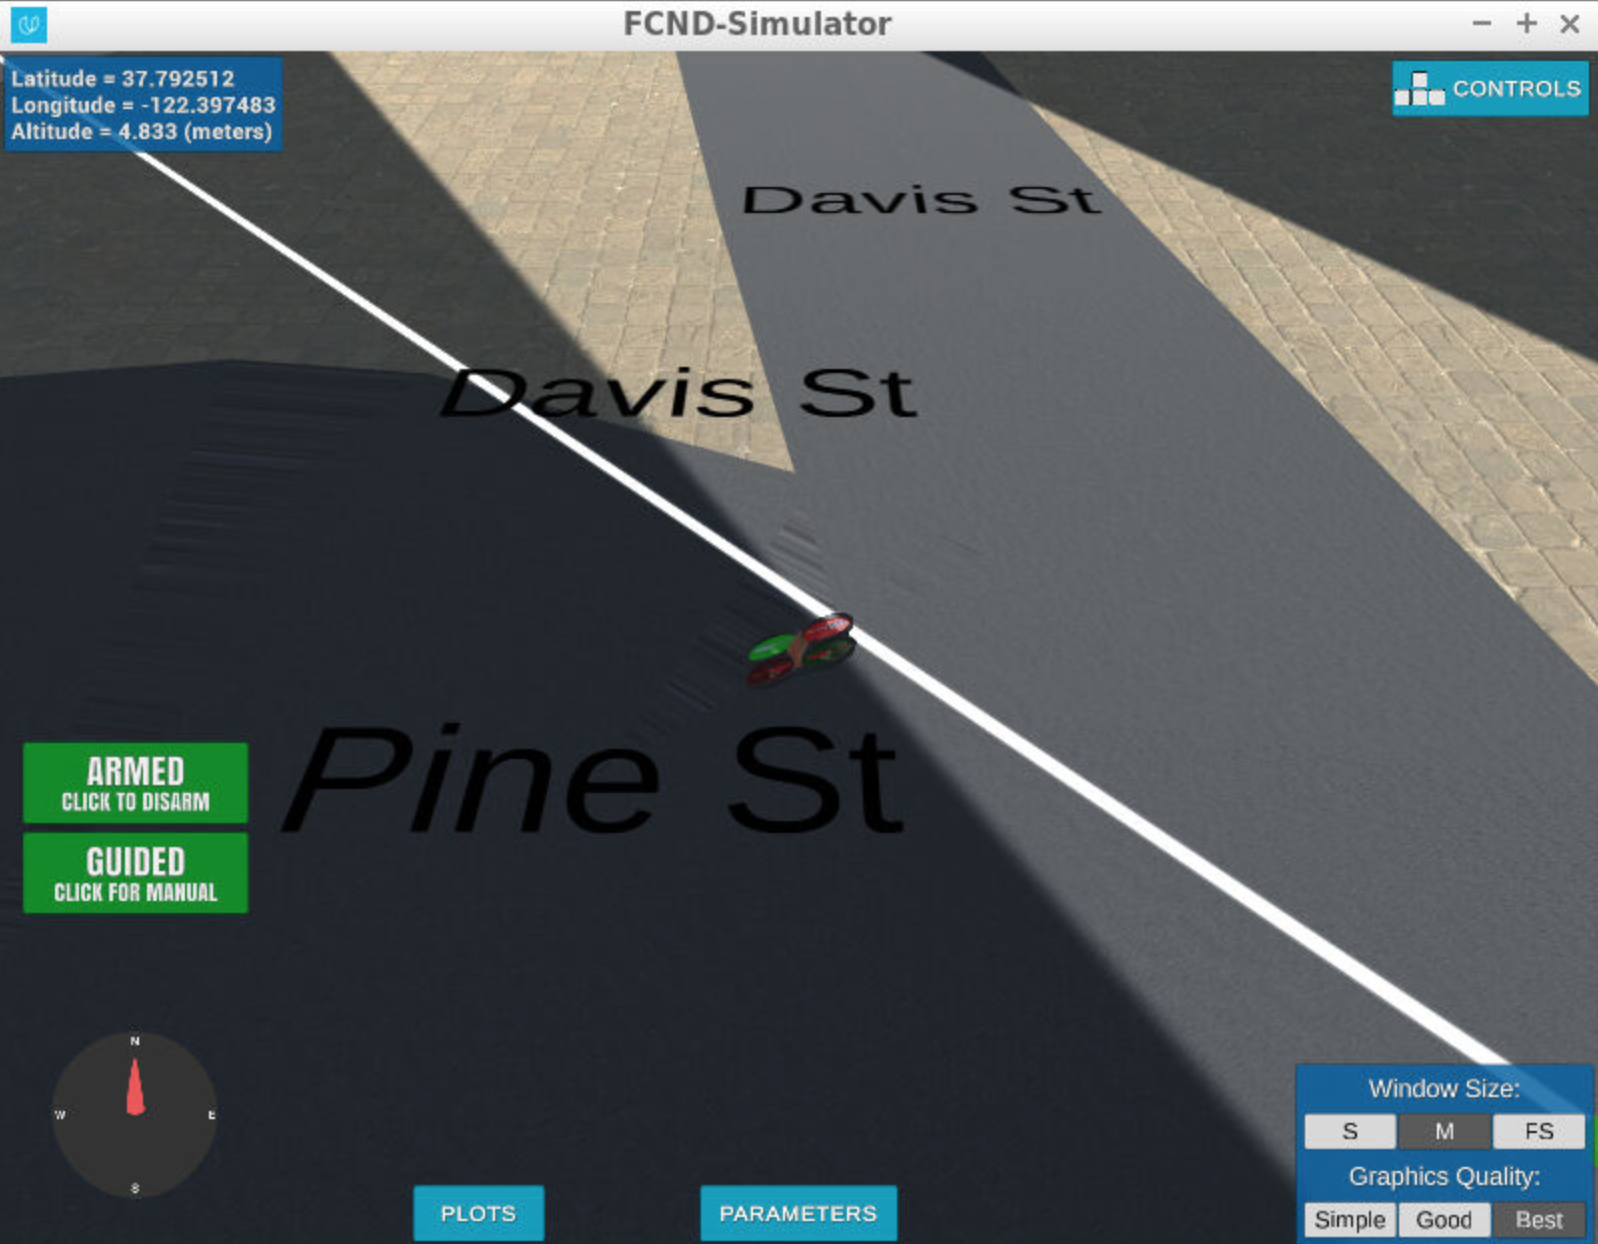 FCND-Simulator
Latitude = 37.792512
Longitude = -122.397483
Altitude = 4.833 (meters)
CONTROLS
Davis St
Davis St
Pine St
ARMED
CLICK TO DISARM
GUIDED
CLICK FOR MANUAL
N
W E
S
PLOTS
PARAMETERS
Window Size:
S M FS
Graphics Quality:
Simple Good Best